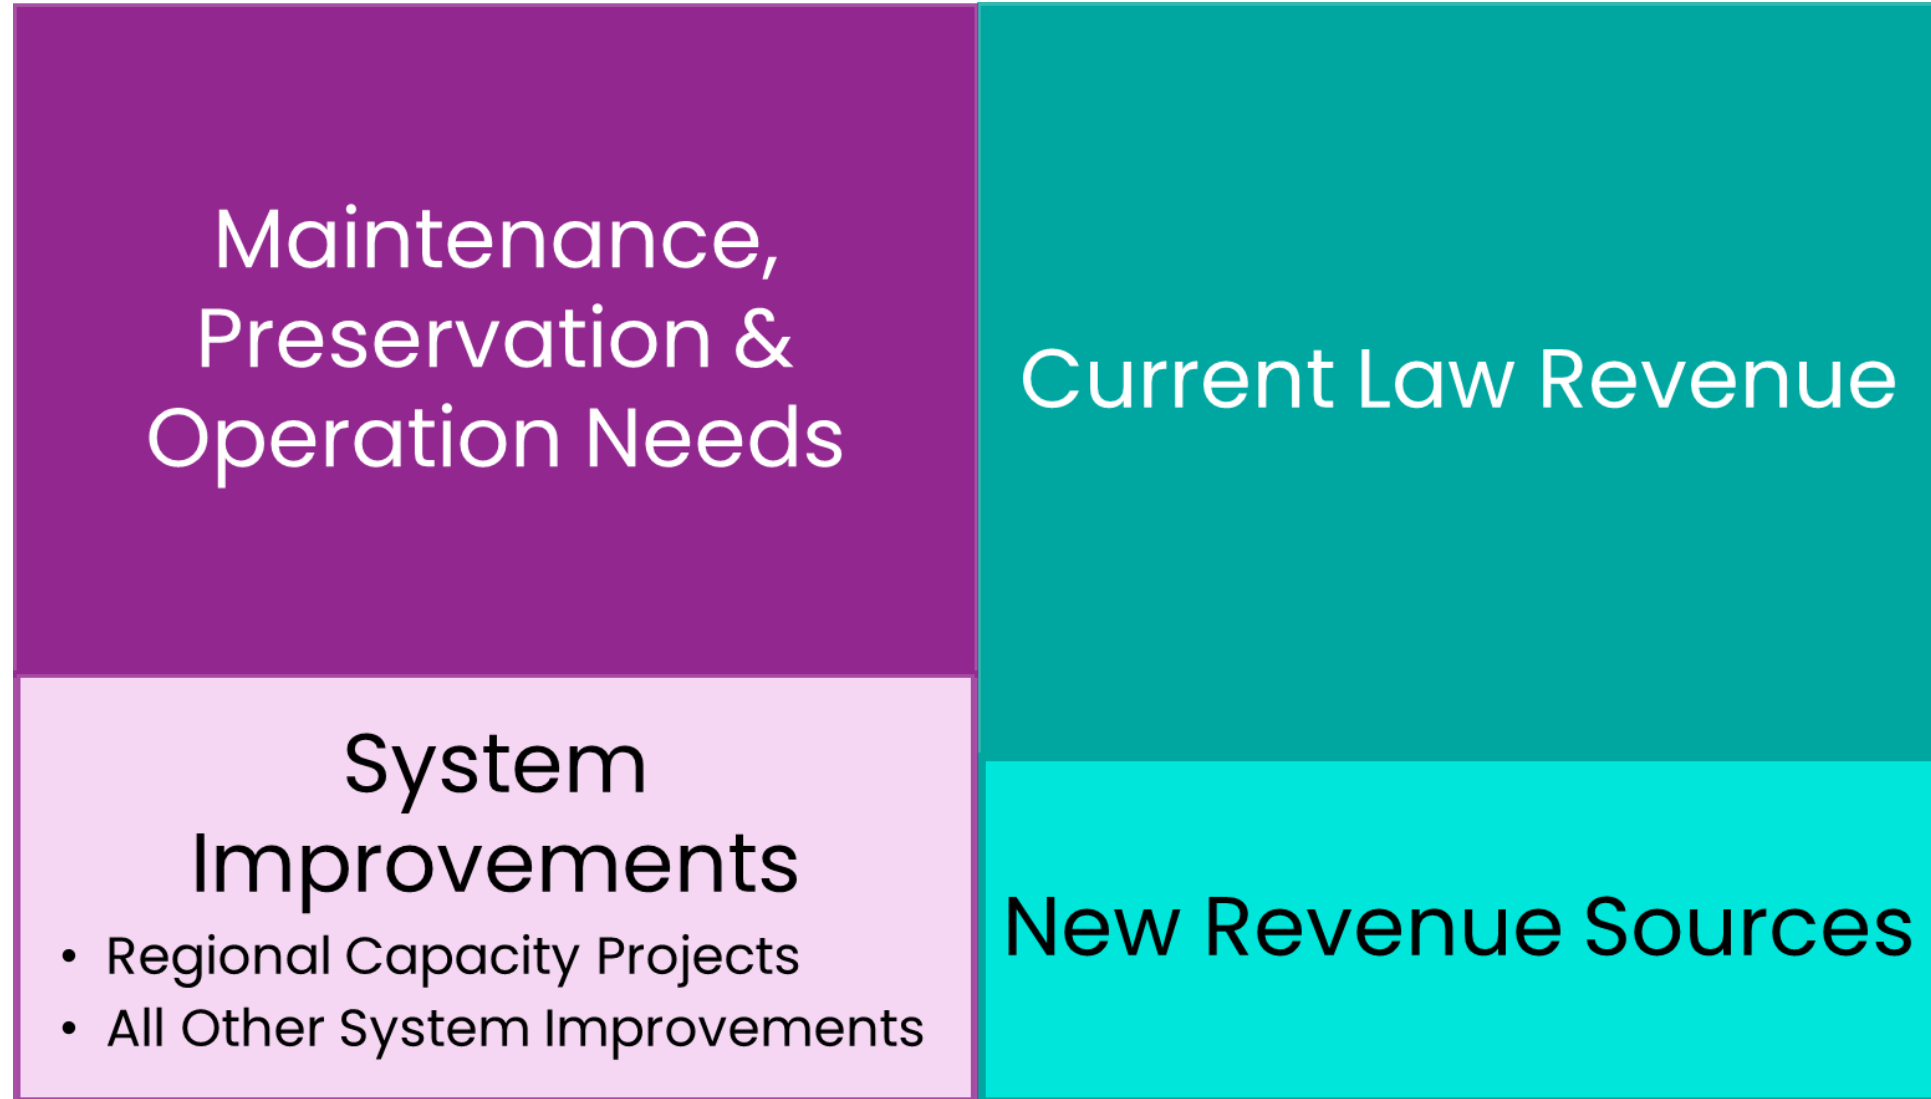 Maintenance,
Preservation &
Operation Needs
System
Improvements
• Regional Capacity Projects
• All Other System Improvements
Current Law Revenue
New Revenue Sources